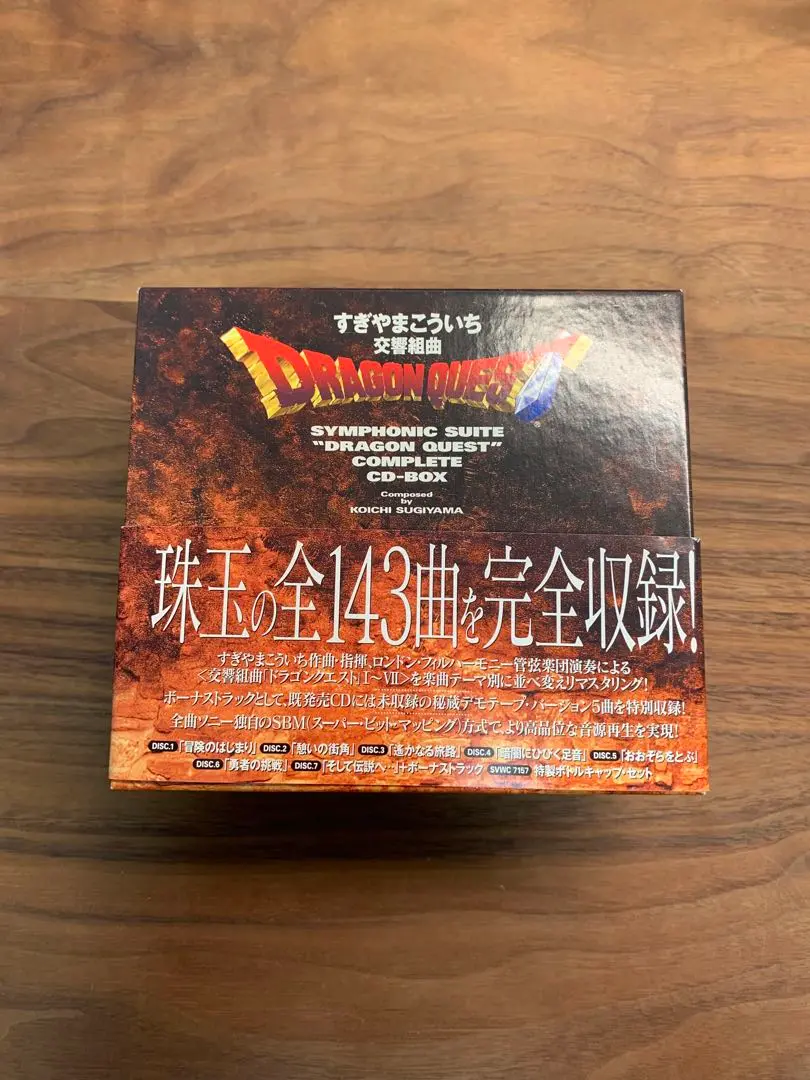 すぎやまこういち
交響組曲
DRAGON QUEST
®
SYMPHONIC SUITE
"DRAGON QUEST"
COMPLETE
CD-BOX
Composed
by
KOICHI SUGIYAMA
珠玉の全143曲を完全収録!
すぎやまこういち作曲・指揮、ロンドン・フィルハーモニー管弦楽団演奏による
<交響組曲「ドラゴンクエスト」I〜VII>を楽曲テーマ別に並べ変えリマスタリング!
ボーナストラックとして、既発売CDには未収録の秘蔵デモテープ・バージョン5曲を特別収録!
全曲ソニー独自のSBM(スーパー・ビット・マッピング)方式で、より高品位な音源再生を実現!
DISC.1「冒険のはじまり」DISC.2「憩いの街角」DISC.3「遙かなる旅路」DISC.4「暗闇にひびく足音」DISC.5「おおぞらをとぶ」
DISC.6「勇者の挑戦」DISC.7「そして伝説へ…」+ボーナストラック SVWC 7157 特製ボトルキャップ・セット